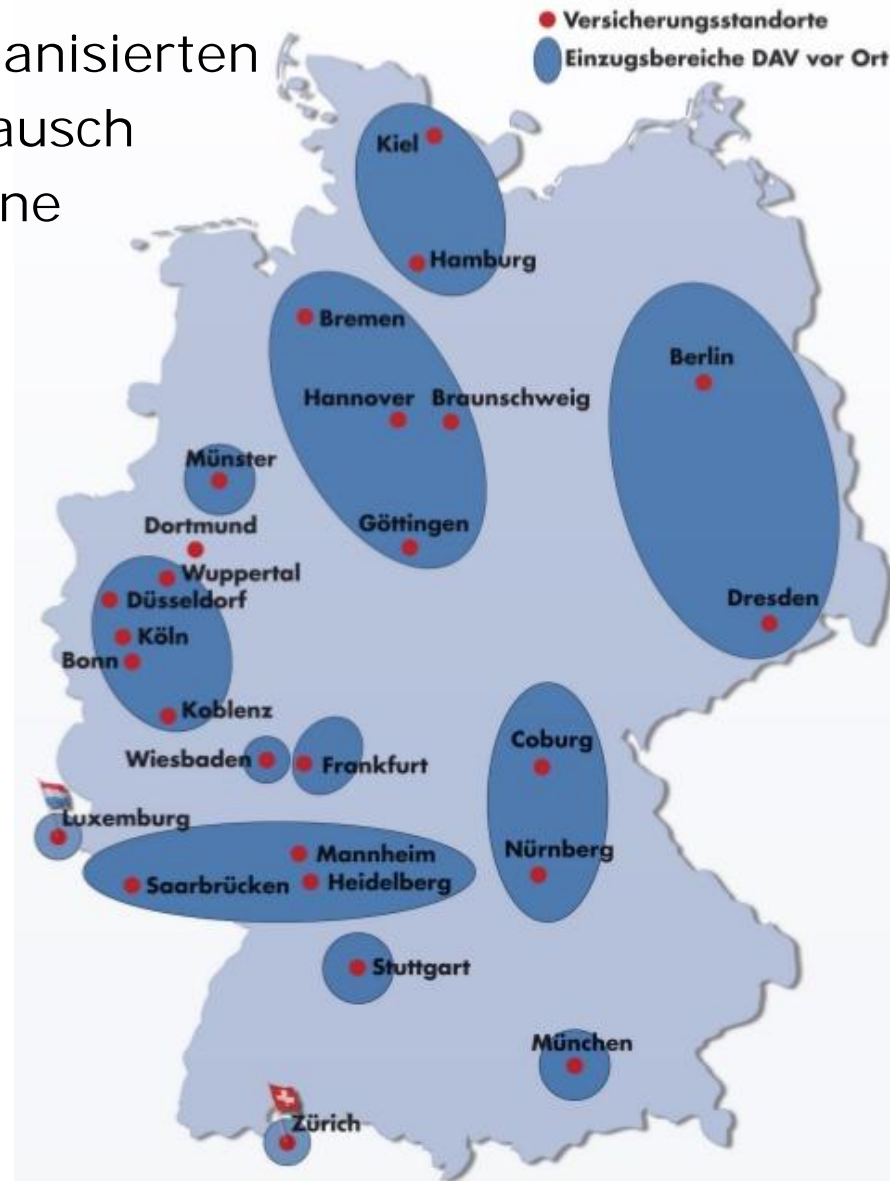 anisierten
ausch
ne
Versicherungsstandorte
Einzugsbereiche DAV vor Ort
Kiel
Hamburg
Bremen
Berlin
Hannover Braunschweig
Münster
Göttingen
Dortmund
Wuppertal
Düsseldorf
Dresden
Köln
Bonn
Koblenz
Coburg
Wiesbaden
Frankfurt
Luxemburg
Nürnberg
Mannheim
Saarbrücken
Heidelberg
Stuttgart
München
Zürich